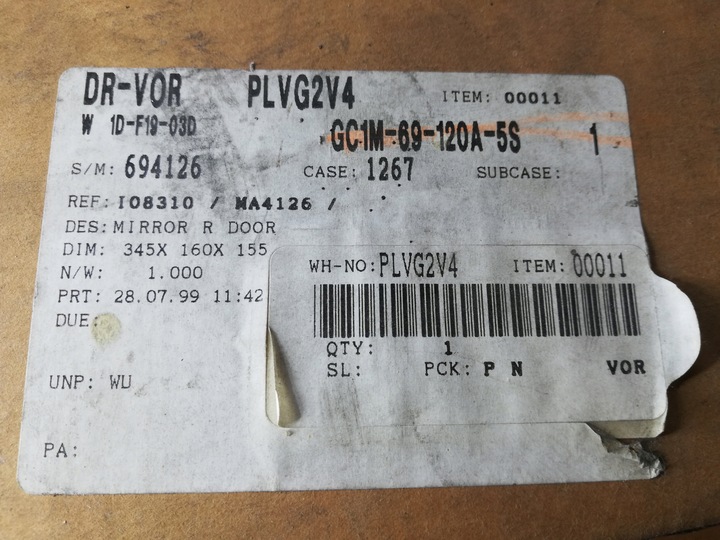 DR-VOR PLVG2V4 ITEM: 00011
W 1D-F19-03D GC1M-69-120A-5S 1
S/M: 694126 CASE: 1267 SUBCASE:
REF: I08310 / MA4126 /
DES: MIRROR R DOOR
DIM: 345X 160X 155
N/W: 1.000
PRT: 28.07.99 11:42
DUE:
UNP: WU
PA:
WH-NO: PLVG2V4 ITEM: 00011
QTY: 1
SL: PCK: P N VOR